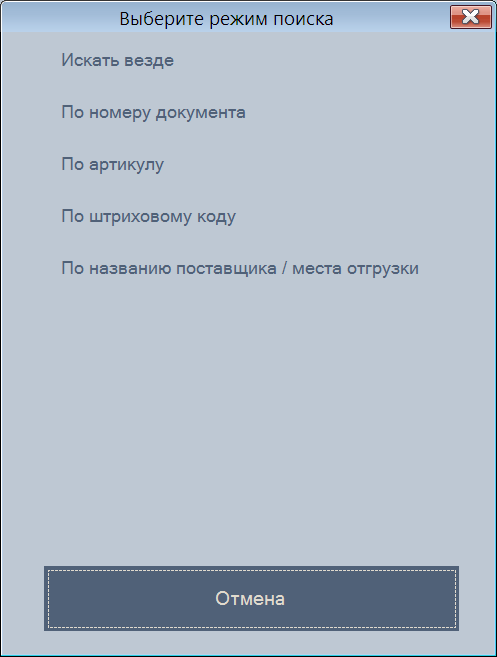 Выберите режим поиска
Искать везде
По номеру документа
По артикулу
По штриховому коду
По названию поставщика / места отгрузки
Отмена